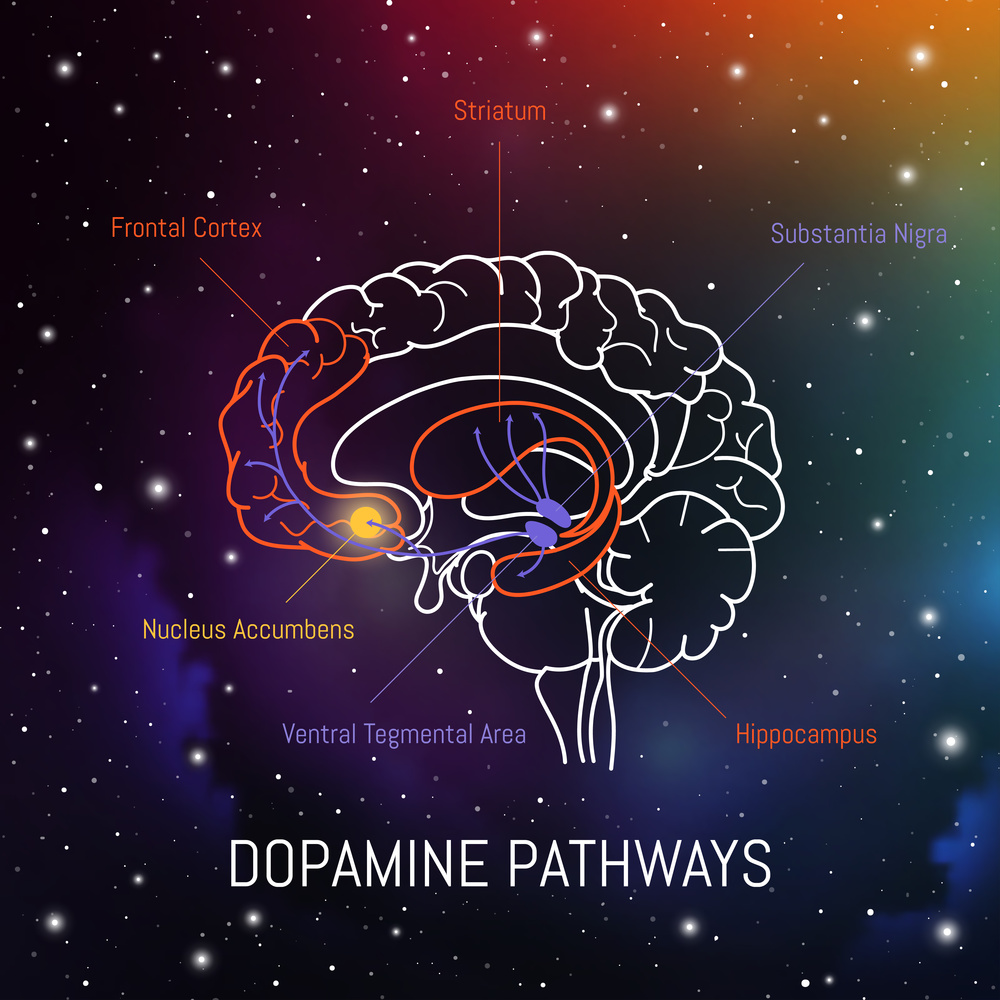 Striatum
Frontal Cortex
Substantia Nigra
Nucleus Accumbens
Ventral Tegmental Area
Hippocampus
DOPAMINE PATHWAYS